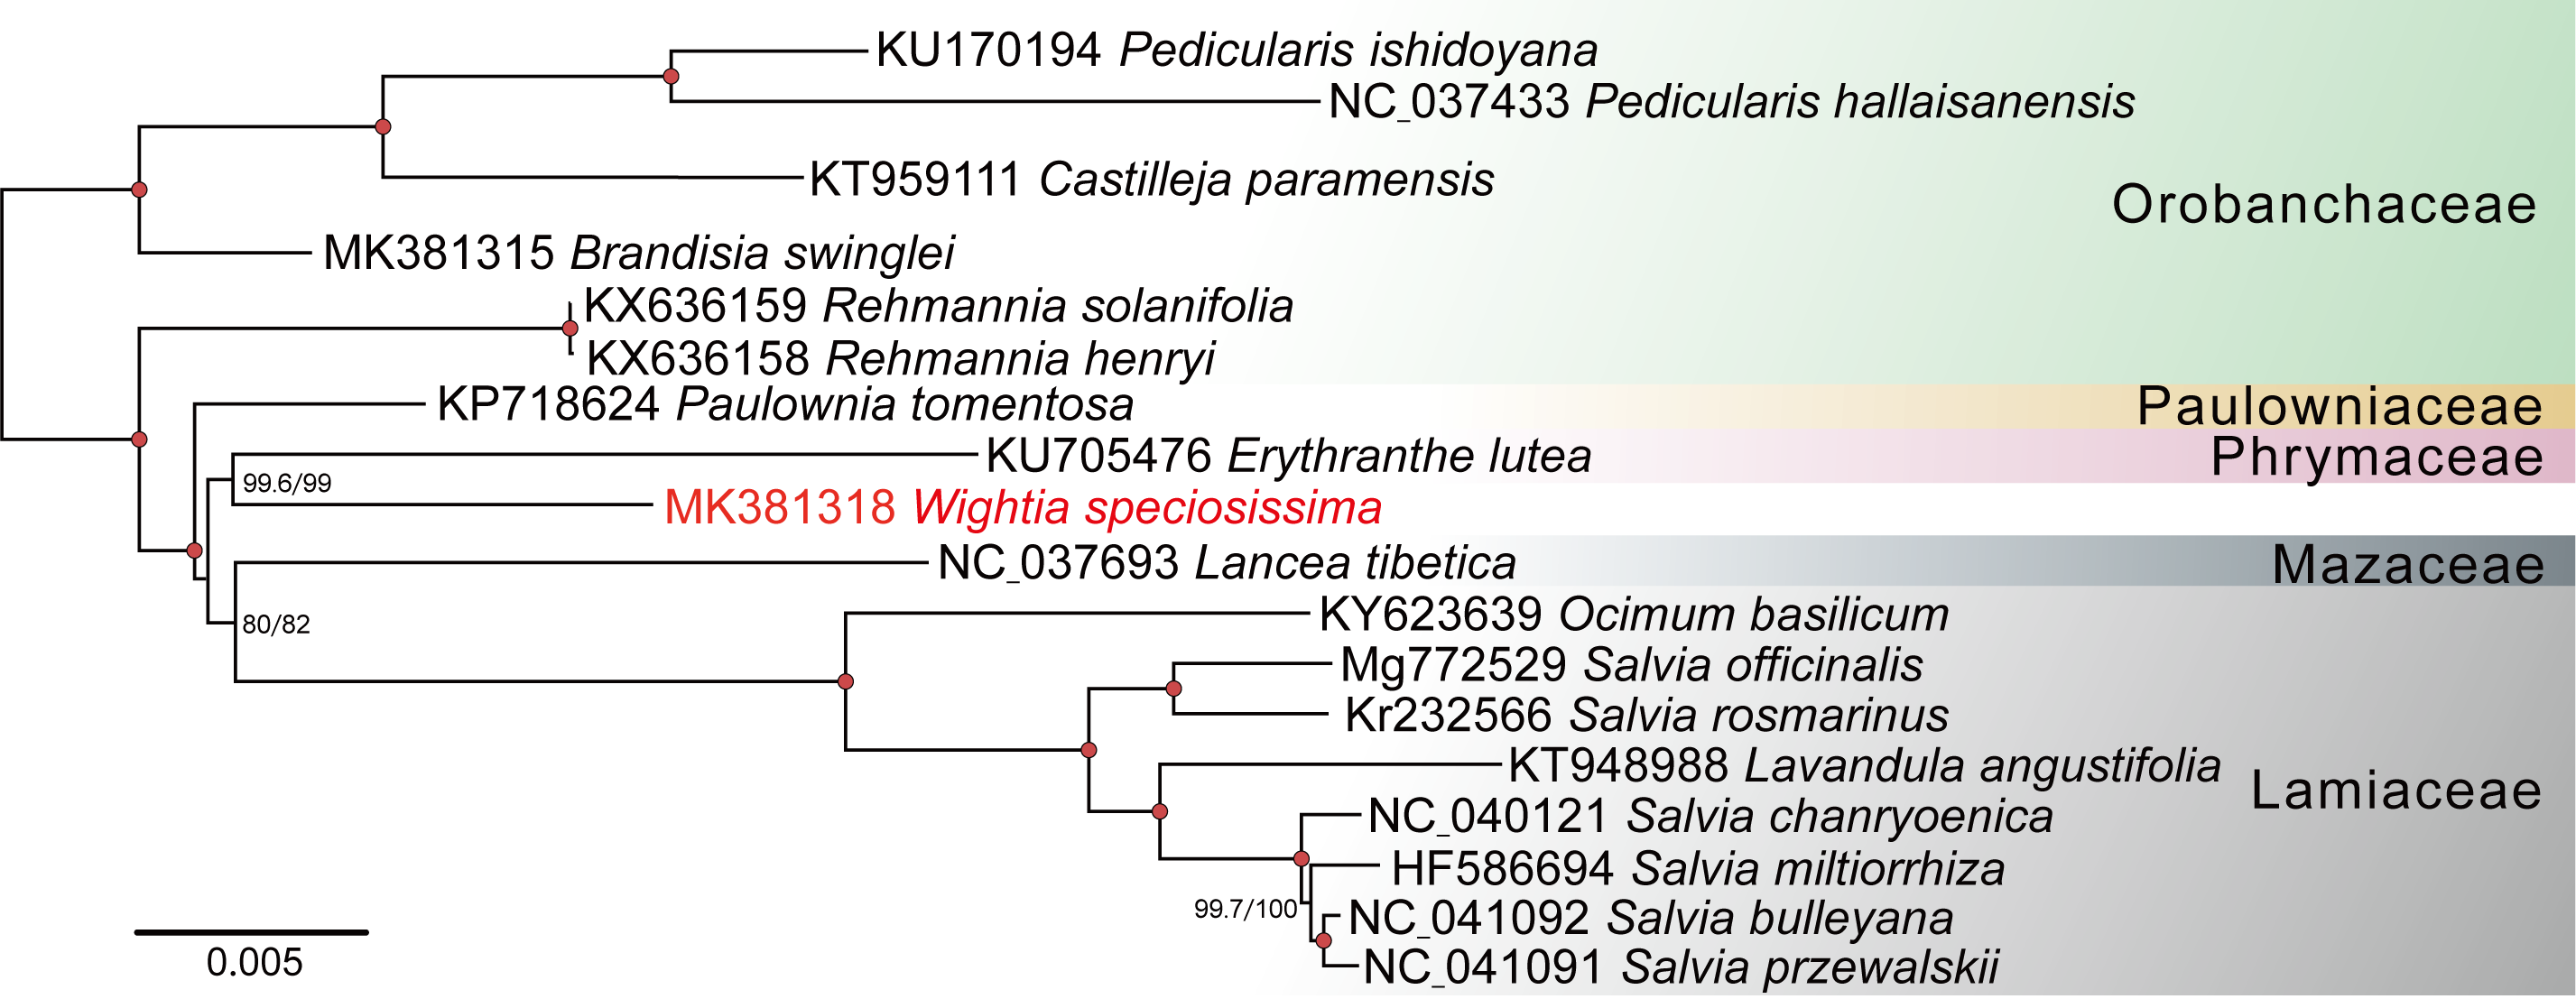 KU170194 Pedicularis ishidoyana
NC_037433 Pedicularis hallaisanensis
KT959111 Castilleja paramensis
Orobanchaceae
MK381315 Brandisia swinglei
KX636159 Rehmannia solanifolia
KX636158 Rehmannia henryi
KP718624 Paulownia tomentosa Paulowniaceae
KU705476 Erythranthe lutea Phrymaceae
99.6/99
MK381318 Wightia speciosissima
NC_037693 Lancea tibetica Mazaceae
KY623639 Ocimum basilicum
80/82
Mg772529 Salvia officinalis
Kr232566 Salvia rosmarinus
KT948988 Lavandula angustifolia
Lamiaceae
NC_040121 Salvia chanryoenica
HF586694 Salvia miltiorrhiza
99.7/100
NC_041092 Salvia bulleyana
NC_041091 Salvia przewalskii
0.005